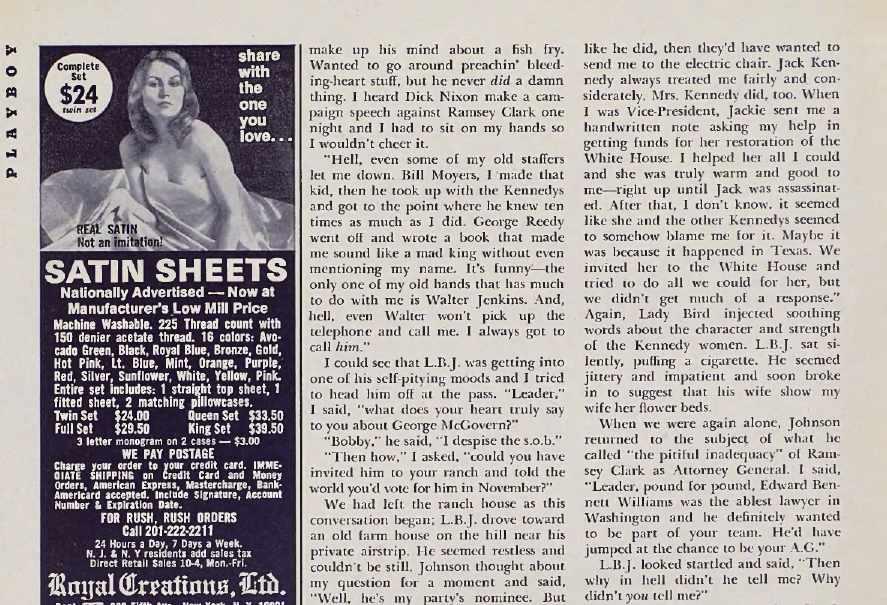 PLAYBOY
Complete
Set
$24
twin set
share
with
the
one
you
love...
REAL SATIN
Not an imitation!
SATIN SHEETS
Nationally Advertised — Now at
Manufacturer's Low Mill Price
Machine Washable. 225 Thread count with
150 denier acetate thread. 16 colors: Avo-
cado Green, Black, Royal Blue, Bronze, Gold,
Hot Pink, Lt. Blue, Mint, Orange, Purple,
Red, Silver, Sunflower, White, Yellow, Pink.
Entire set includes: 1 straight top sheet, 1
fitted sheet, 2 matching pillowcases.
Twin Set $24.00 Queen Set $33.50
Full Set $29.50 King Set $39.50
3 letter monogram on 2 cases — $3.00
WE PAY POSTAGE
Charge your order to your credit card. IMME-
DIATE SHIPPING on Credit Card and Money
Orders, American Express, Mastercharge, Bank-
Americard accepted. Include Signature, Account
Number & Expiration Date.
FOR RUSH, RUSH ORDERS
Call 201-222-2211
24 Hours a Day, 7 Days a Week.
N. J. & N. Y residents add sales tax
Direct Retail Sales 10-4, Mon.-Fri.
Royal Creations, Ltd.
make up his mind about a fish fry.
Wanted to go around preachin' bleed-
ing-heart stuff, but he never did a damn
thing. I heard Dick Nixon make a cam-
paign speech against Ramsey Clark one
night and I had to sit on my hands so
I wouldn't cheer it.
"Hell, even some of my old staffers
let me down. Bill Moyers, I made that
kid, then he took up with the Kennedys
and got to the point where he knew ten
times as much as I did. George Reedy
went off and wrote a book that made
me sound like a mad king without even
mentioning my name. It's funny—the
only one of my old hands that has much
to do with me is Walter Jenkins. And,
hell, even Walter won't pick up the
telephone and call me. I always got to
call him."
I could see that L.B.J. was getting into
one of his self-pitying moods and I tried
to head him off at the pass. "Leader,"
I said, "what does your heart truly say
to you about George McGovern?"
"Bobby," he said, "I despise the s.o.b."
"Then how," I asked, "could you have
invited him to your ranch and told the
world you'd vote for him in November?"
We had left the ranch house as this
conversation began; L.B.J. drove toward
an old farm house on the hill near his
private airstrip. He seemed restless and
couldn't be still. Johnson thought about
my question for a moment and said,
"Well, he's my party's nominee. But
like he did, then they'd have wanted to
send me to the electric chair. Jack Ken-
nedy always treated me fairly and con-
siderately. Mrs. Kennedy did, too. When
I was Vice-President, Jackie sent me a
handwritten note asking my help in
getting funds for her restoration of the
White House. I helped her all I could
and she was truly warm and good to
me—right up until Jack was assassinat-
ed. After that, I don't know, it seemed
like she and the other Kennedys seemed
to somehow blame me for it. Maybe it
was because it happened in Texas. We
invited her to the White House and
tried to do all we could for her, but
we didn't get much of a response."
Again, Lady Bird injected soothing
words about the character and strength
of the Kennedy women. L.B.J. sat si-
lently, puffing a cigarette. He seemed
jittery and impatient and soon broke
in to suggest that his wife show my
wife her flower beds.
When we were again alone, Johnson
returned to the subject of what he
called "the pitiful inadequacy" of Ram-
sey Clark as Attorney General. I said,
"Leader, pound for pound, Edward Ben-
nett Williams was the ablest lawyer in
Washington and he definitely wanted
to be part of your team. He'd have
jumped at the chance to be your A.G."
L.B.J. looked startled and said, "Then
why in hell didn't he tell me? Why
didn't you tell me?"